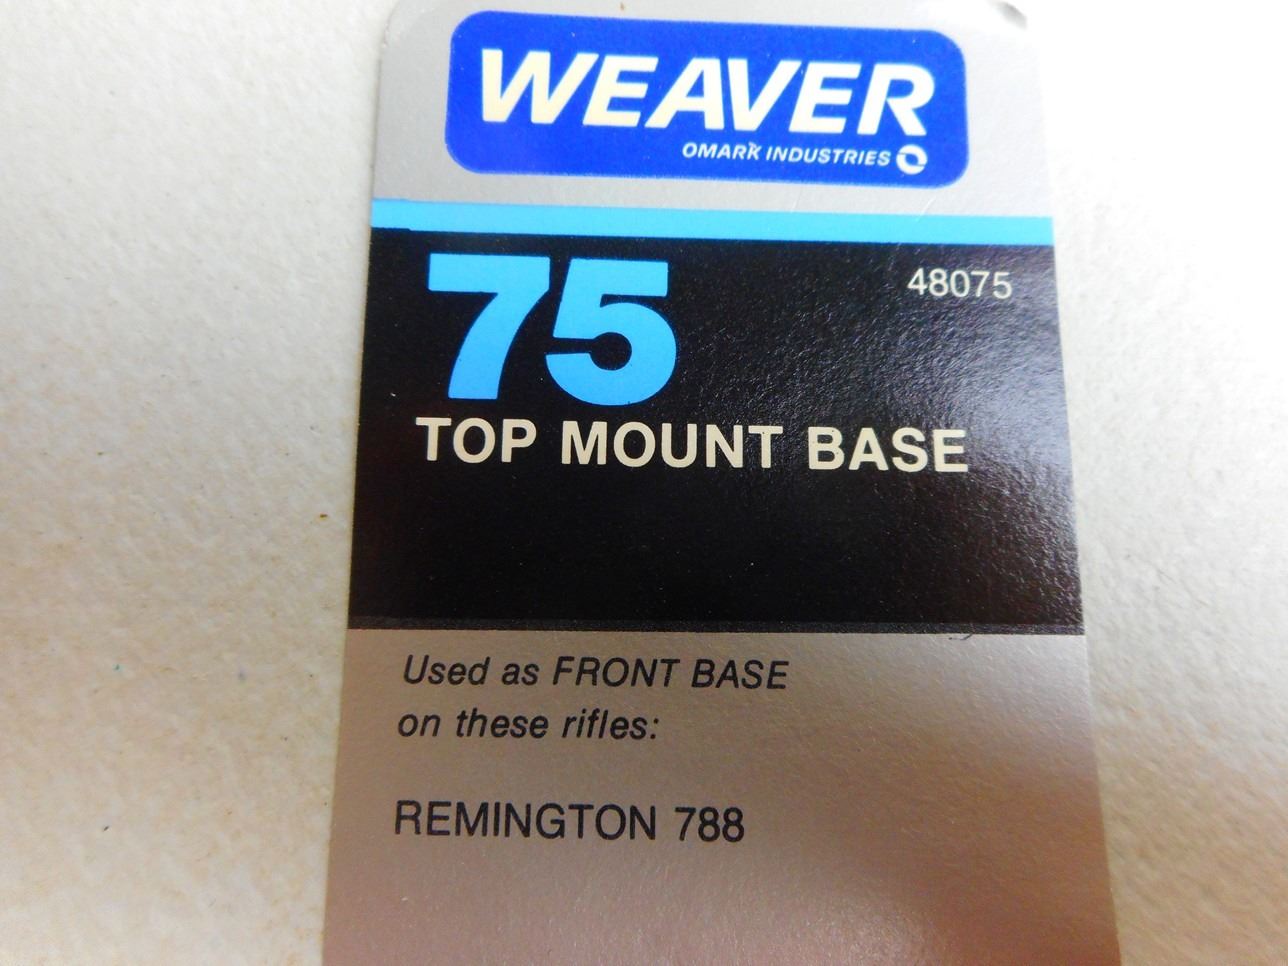 WEAVER
OMARK INDUSTRIES
75
48075
TOP MOUNT BASE
Used as FRONT BASE
on these rifles:
REMINGTON 788